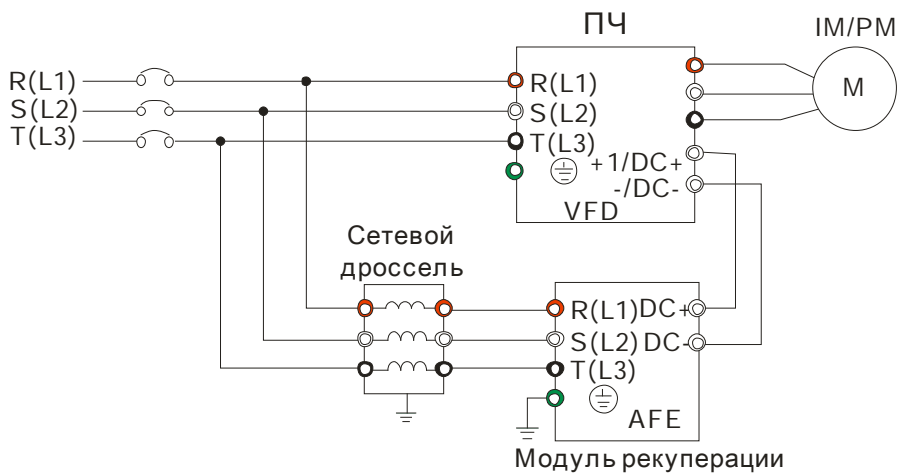 ПЧ
IM/PM
R(L1)
S(L2)
T(L3)
R(L1)
S(L2)
T(L3)
+1/DC+
-/DC-
VFD
M
Сетевой
дроссель
R(L1) DC+
S(L2) DC-
T(L3)
AFE
Модуль рекуперации